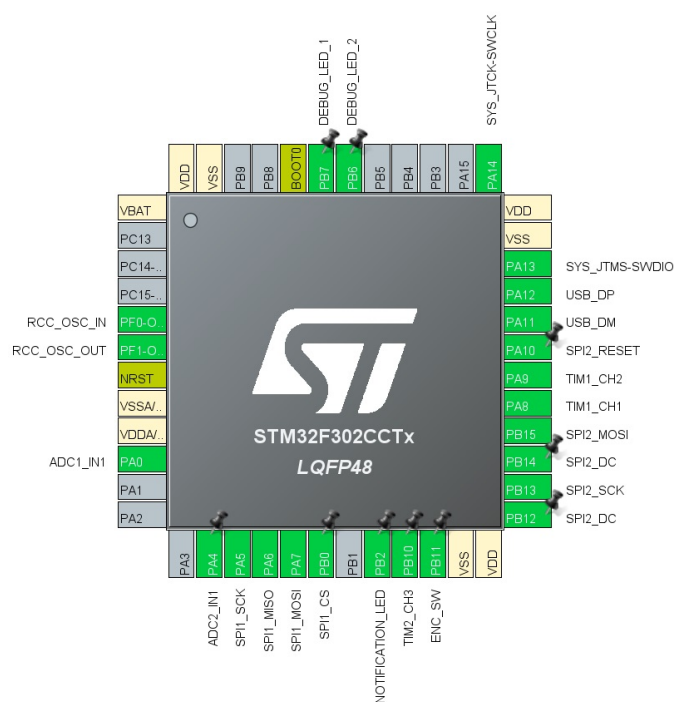 DEBUG_LED_1
DEBUG_LED_2
SYS_JTCK-SWCLK
VDD
VSS
PB9
PB8
BOOT0
PB7
PB6
PB5
PB4
PB3
PA15
PA14
VBAT
PC13
PC14-..
PC15-..
RCC_OSC_IN PF0-O..
RCC_OSC_OUT PF1-O..
NRST
VSSA/..
VDDA/..
ADC1_IN1 PA0
PA1
PA2
STM32F302CCTx
LQFP48
VDD
VSS
PA13 SYS_JTMS-SWDIO
PA12 USB_DP
PA11 USB_DM
PA10 SPI2_RESET
PA9 TIM1_CH2
PA8 TIM1_CH1
PB15 SPI2_MOSI
PB14 SPI2_DC
PB13 SPI2_SCK
PB12 SPI2_DC
PA3
PA4
PA5
PA6
PA7
PB0
PB1
PB2
PB10
PB11
VSS
VDD
ADC2_IN1
SPI1_SCK
SPI1_MISO
SPI1_MOSI
SPI1_CS
NOTIFICATION_LED
TIM2_CH3
ENC_SW